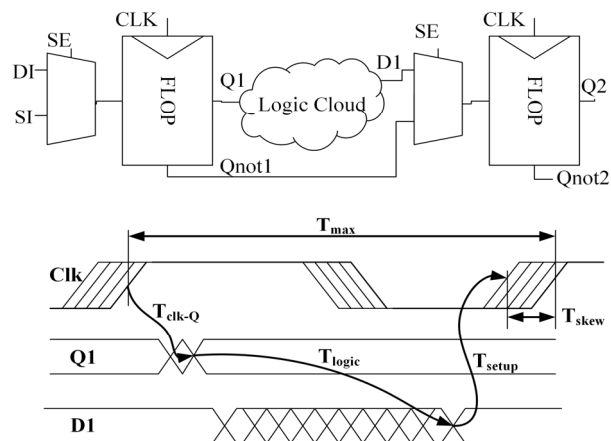 CLK
CLK
SE
SE
DI
D1
Q1
Q2
FLOP
Logic Cloud
FLOP
SI
Qnot1
Qnot2
Tmax
Clk
Tclk-Q
Tskew
Q1
Tlogic
Tsetup
D1